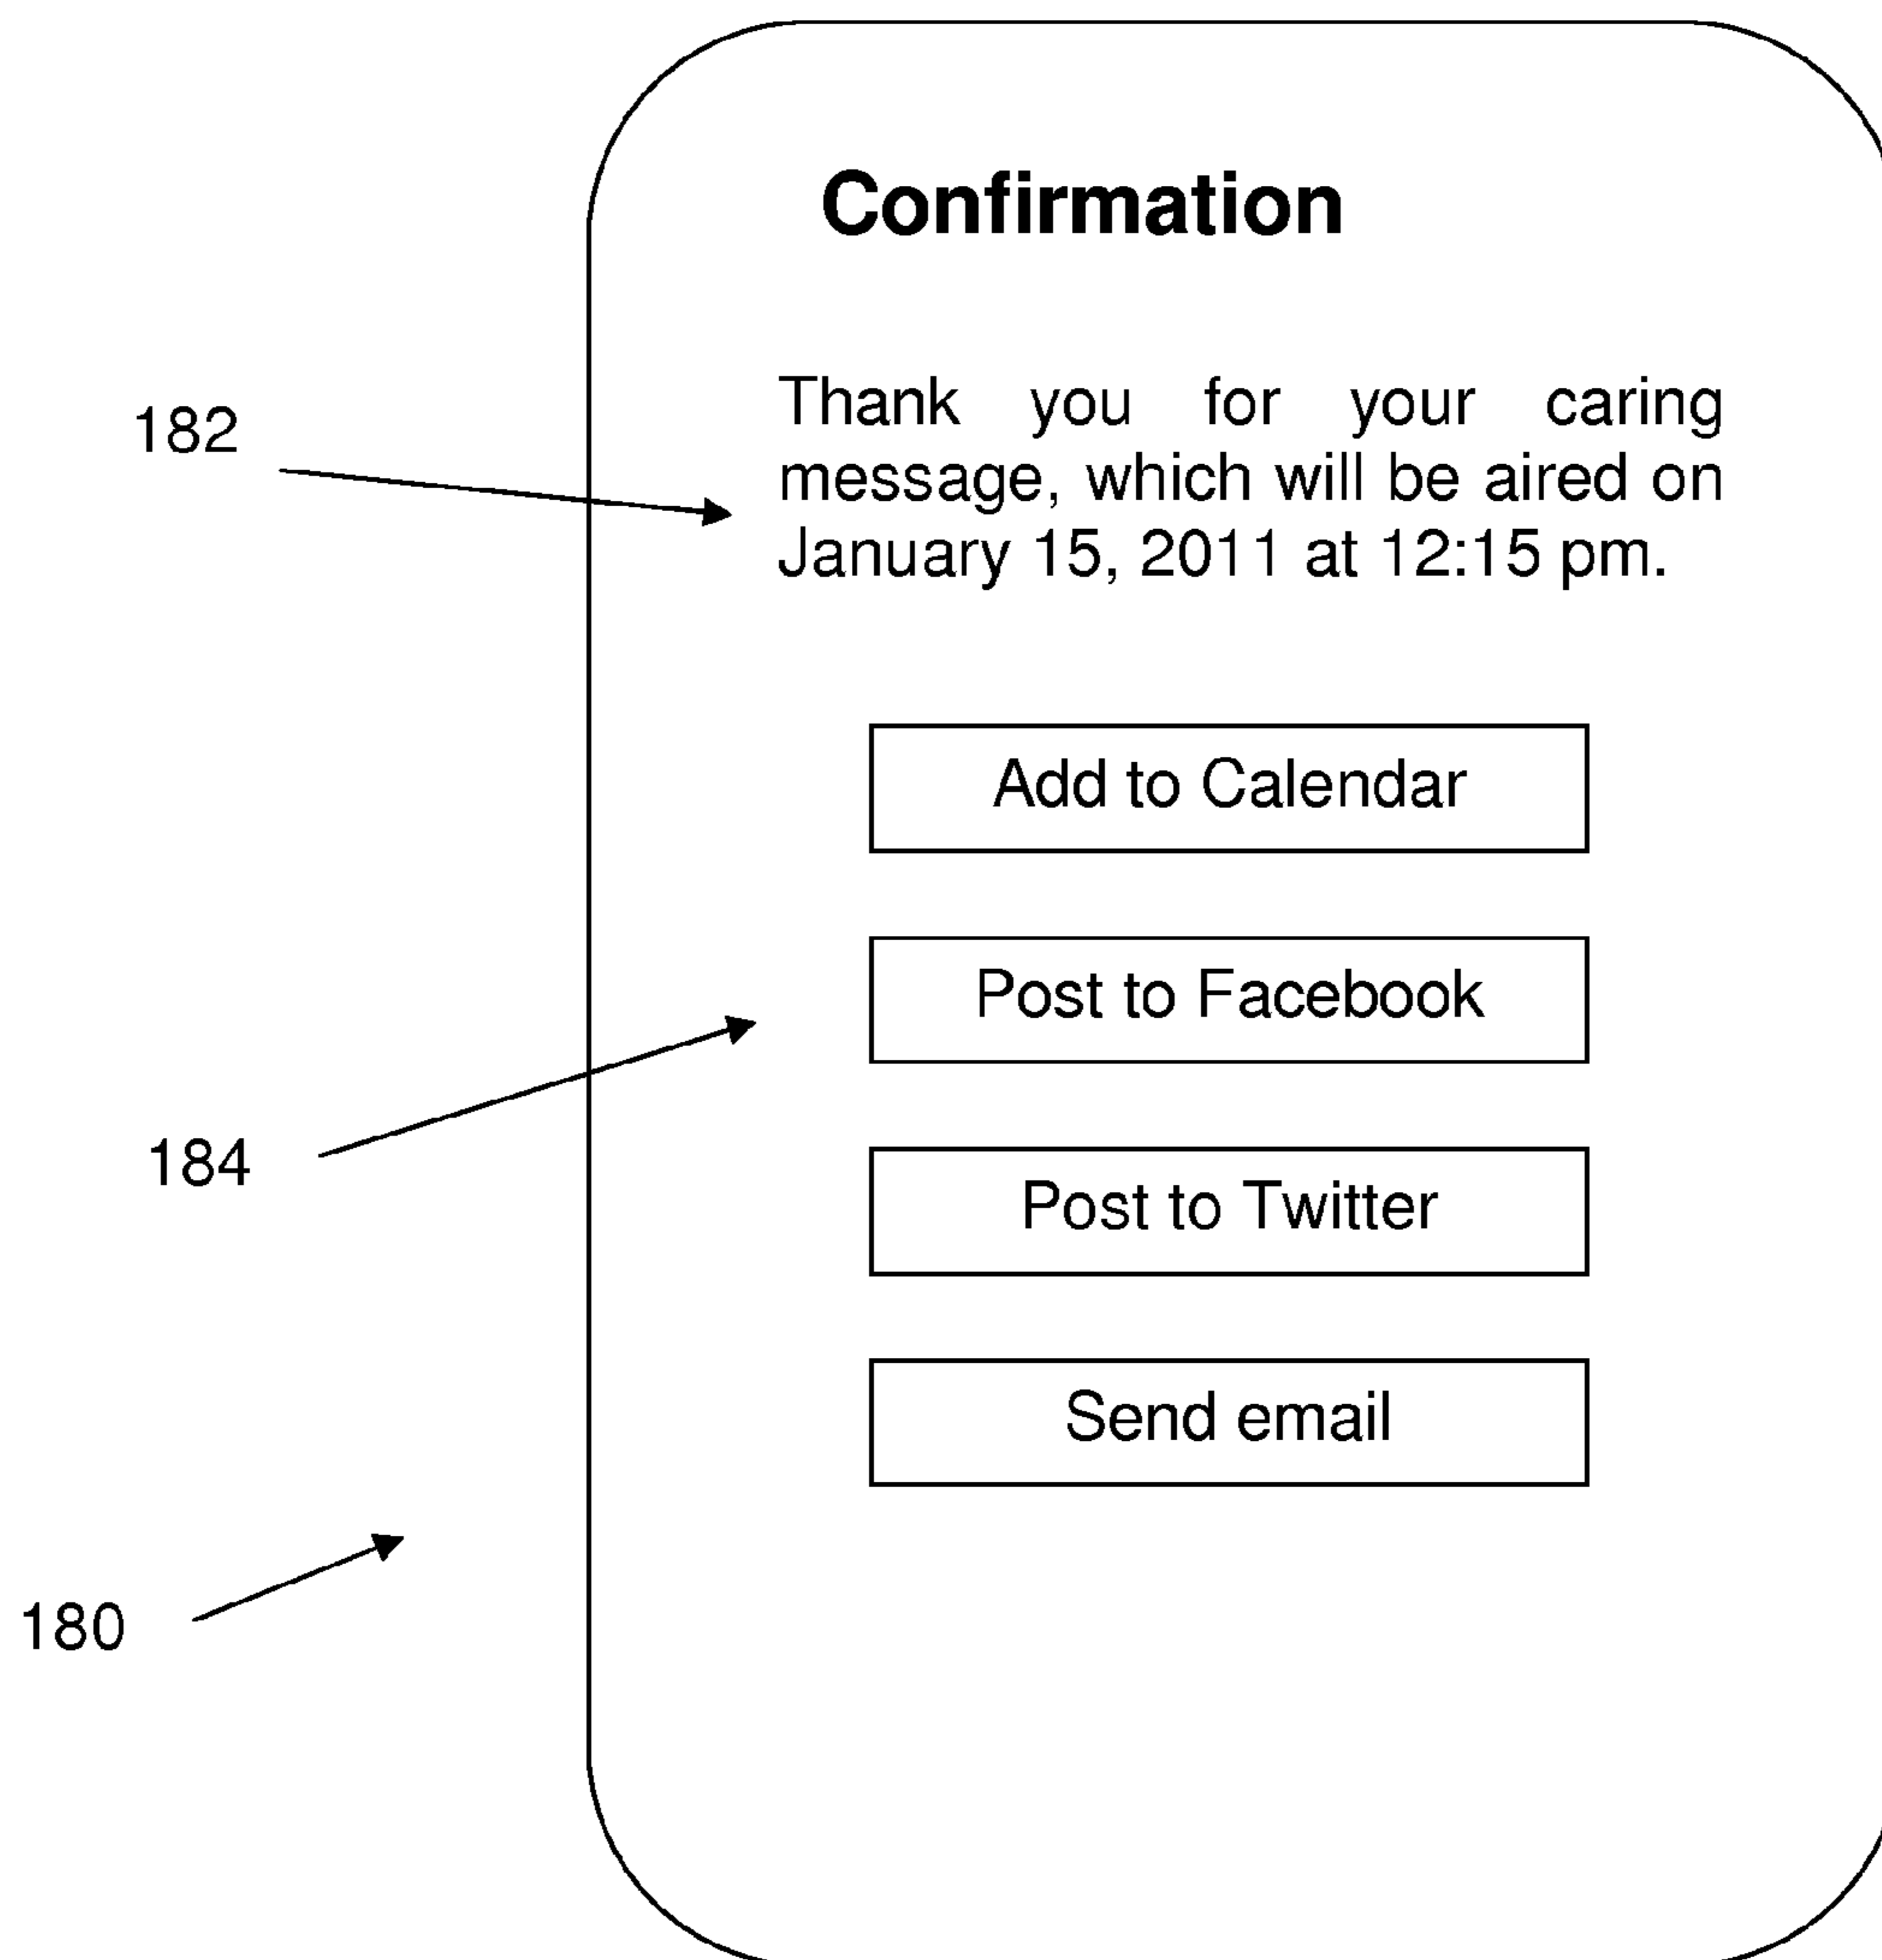 Confirmation
182
Thank you for your caring
message, which will be aired on
January 15, 2011 at 12:15 pm.
Add to Calendar
Post to Facebook
184
Post to Twitter
Send email
180